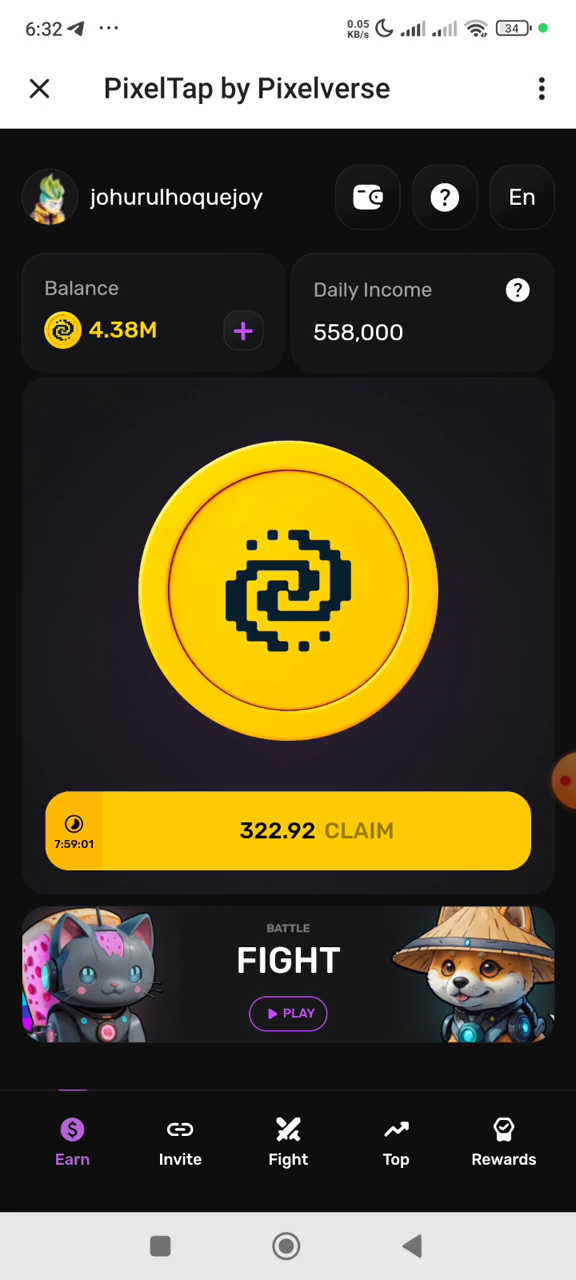 6:32 ... 0.05 KB/s 34
PixelTap by Pixelverse
johurulhoquejoy ? En
Balance
4.38M +
Daily Income ?
558,000
7:59:01
322.92 CLAIM
BATTLE
FIGHT
PLAY
$
Earn Invite Fight Top Rewards